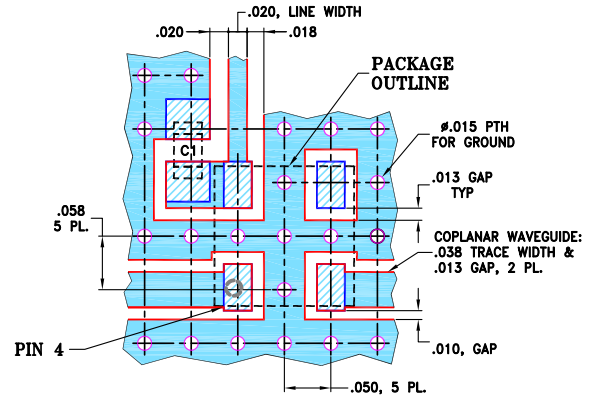 .020, LINE WIDTH
.020
.018
PACKAGE
OUTLINE
C1
ø.015 PTH
FOR GROUND
.013 GAP
TYP
.058
5 PL.
COPLANAR WAVEGUIDE:
.038 TRACE WIDTH &
.013 GAP, 2 PL.
PIN 4
.010, GAP
.050, 5 PL.